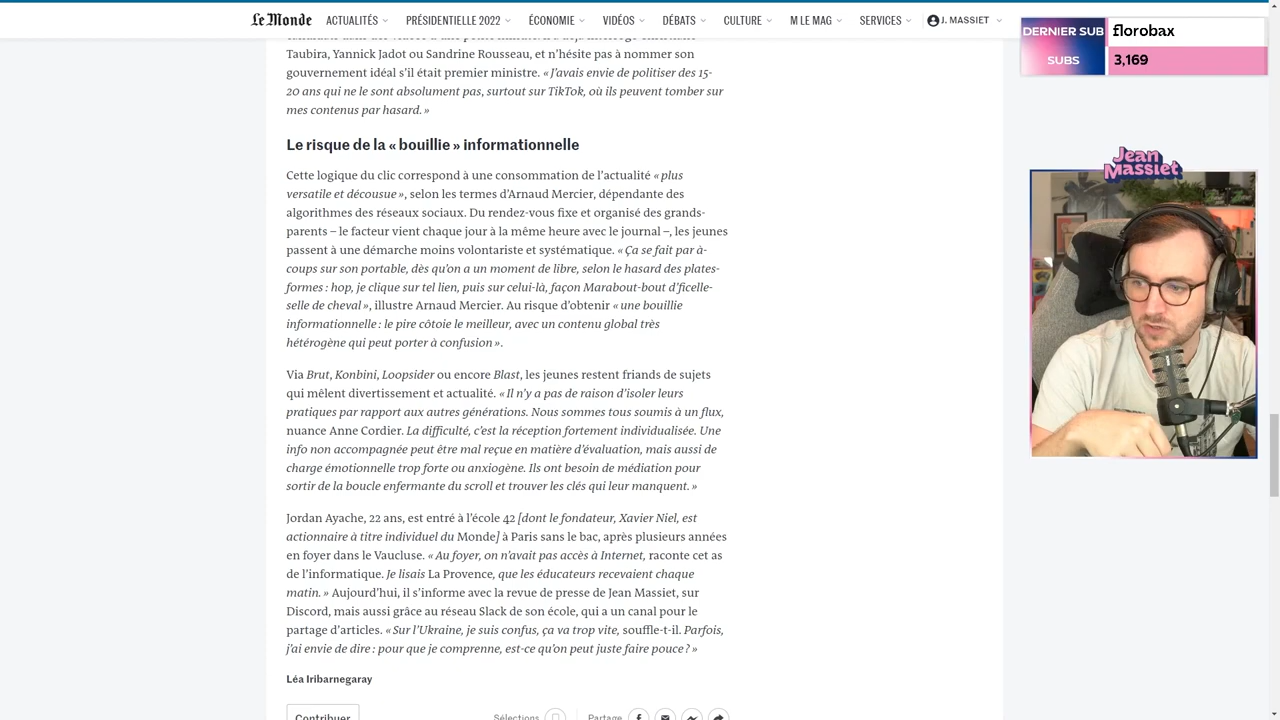 Le Monde
ACTUALITÉS
PRÉSIDENTIELLE 2022
ÉCONOMIE
VIDÉOS
DÉBATS
CULTURE
M LE MAG
SERVICES
J. MASSIET
Taubira, Yannick Jadot ou Sandrine Rousseau, et n’hésite pas à nommer son
gouvernement idéal s’il était premier ministre. « J’avais envie de politiser des 15-
20 ans qui ne le sont absolument pas, surtout sur TikTok, où ils peuvent tomber sur
mes contenus par hasard. »
Le risque de la « bouillie » informationnelle
Cette logique du clic correspond à une consommation de l’actualité « plus
versatile et décousue », selon les termes d’Arnaud Mercier, dépendante des
algorithmes des réseaux sociaux. Du rendez-vous fixe et organisé des grands-
parents – le facteur vient chaque jour à la même heure avec le journal –, les jeunes
passent à une démarche moins volontariste et systématique. « Ça se fait par à-
coups sur son portable, dès qu’on a un moment de libre, selon le hasard des plates-
formes : hop, je clique sur tel lien, puis sur celui-là, façon Marabout-bout d’ficelle-
selle de cheval », illustre Arnaud Mercier. Au risque d’obtenir « une bouillie
informationnelle : le pire côtoie le meilleur, avec un contenu global très
hétérogène qui peut porter à confusion ».
Via Brut, Konbini, Loopsider ou encore Blast, les jeunes restent friands de sujets
qui mêlent divertissement et actualité. « Il n’y a pas de raison d’isoler leurs
pratiques par rapport aux autres générations. Nous sommes tous soumis à un flux,
nuance Anne Cordier. La difficulté, c’est la réception fortement individualisée. Une
info non accompagnée peut être mal reçue en matière d’évaluation, mais aussi de
charge émotionnelle trop forte ou anxiogène. Ils ont besoin de médiation pour
sortir de la boucle enfermante du scroll et trouver les clés qui leur manquent. »
Jordan Ayache, 22 ans, est entré à l’école 42 [dont le fondateur, Xavier Niel, est
actionnaire à titre individuel du Monde] à Paris sans le bac, après plusieurs années
en foyer dans le Vaucluse. « Au foyer, on n’avait pas accès à Internet, raconte cet as
de l’informatique. Je lisais La Provence, que les éducateurs recevaient chaque
matin. » Aujourd’hui, il s’informe avec la revue de presse de Jean Massiet, sur
Discord, mais aussi grâce au réseau Slack de son école, qui a un canal pour le
partage d’articles. « Sur l’Ukraine, je suis confus, ça va trop vite, souffle-t-il. Parfois,
j’ai envie de dire : pour que je comprenne, est-ce qu’on peut juste faire pouce ? »
Léa Iribarnegaray
Contribuer
Sélections
Partage
DERNIER SUB
florobax
SUBS
3,169
Jean
Massiet